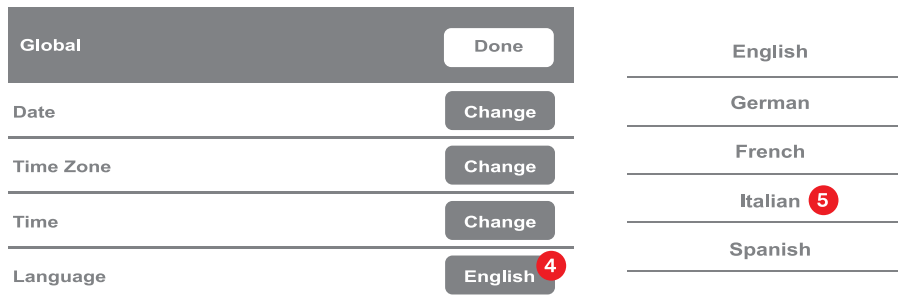 Global Done
Date Change
Time Zone Change
Time Change
Language English 4
English
German
French
Italian 5
Spanish